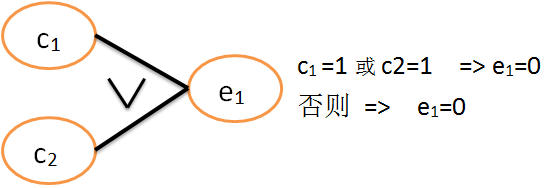 c1
c2
∨
e1
c1=1 或 c2=1 => e1=0
否则 => e1=0